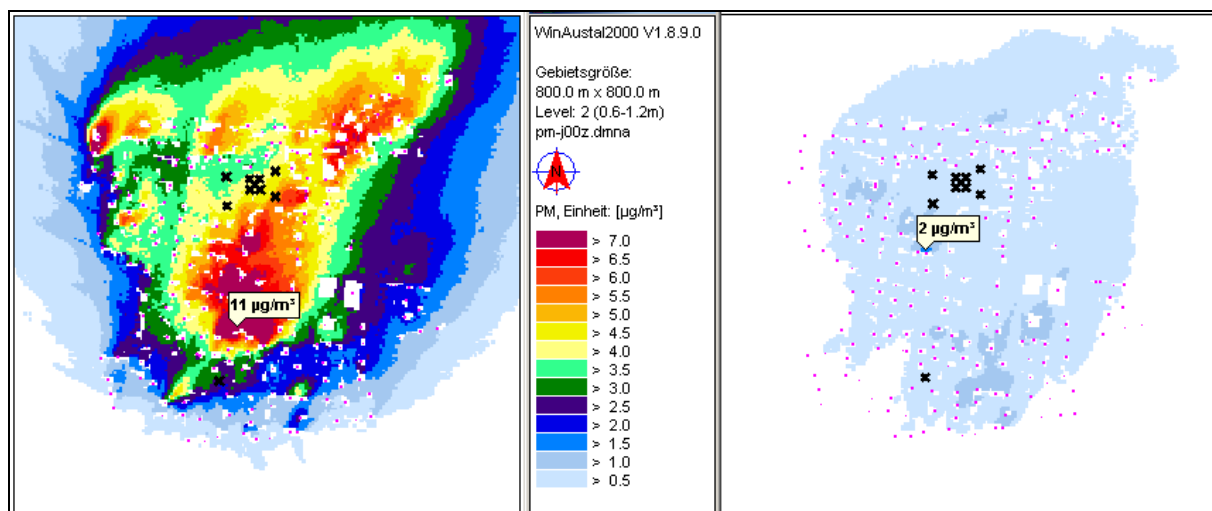 WinAustal2000 V1.8.9.0
Gebietsgröße:
800.0 m x 800.0 m
Level: 2 (0.6-1.2m)
pm-j00z.dmna
N
PM, Einheit: [µg/m³]
> 7.0
> 6.5
> 6.0
> 5.5
> 5.0
> 4.5
> 4.0
> 3.5
> 3.0
> 2.5
> 2.0
> 1.5
> 1.0
> 0.5
11 µg/m³
2 µg/m³